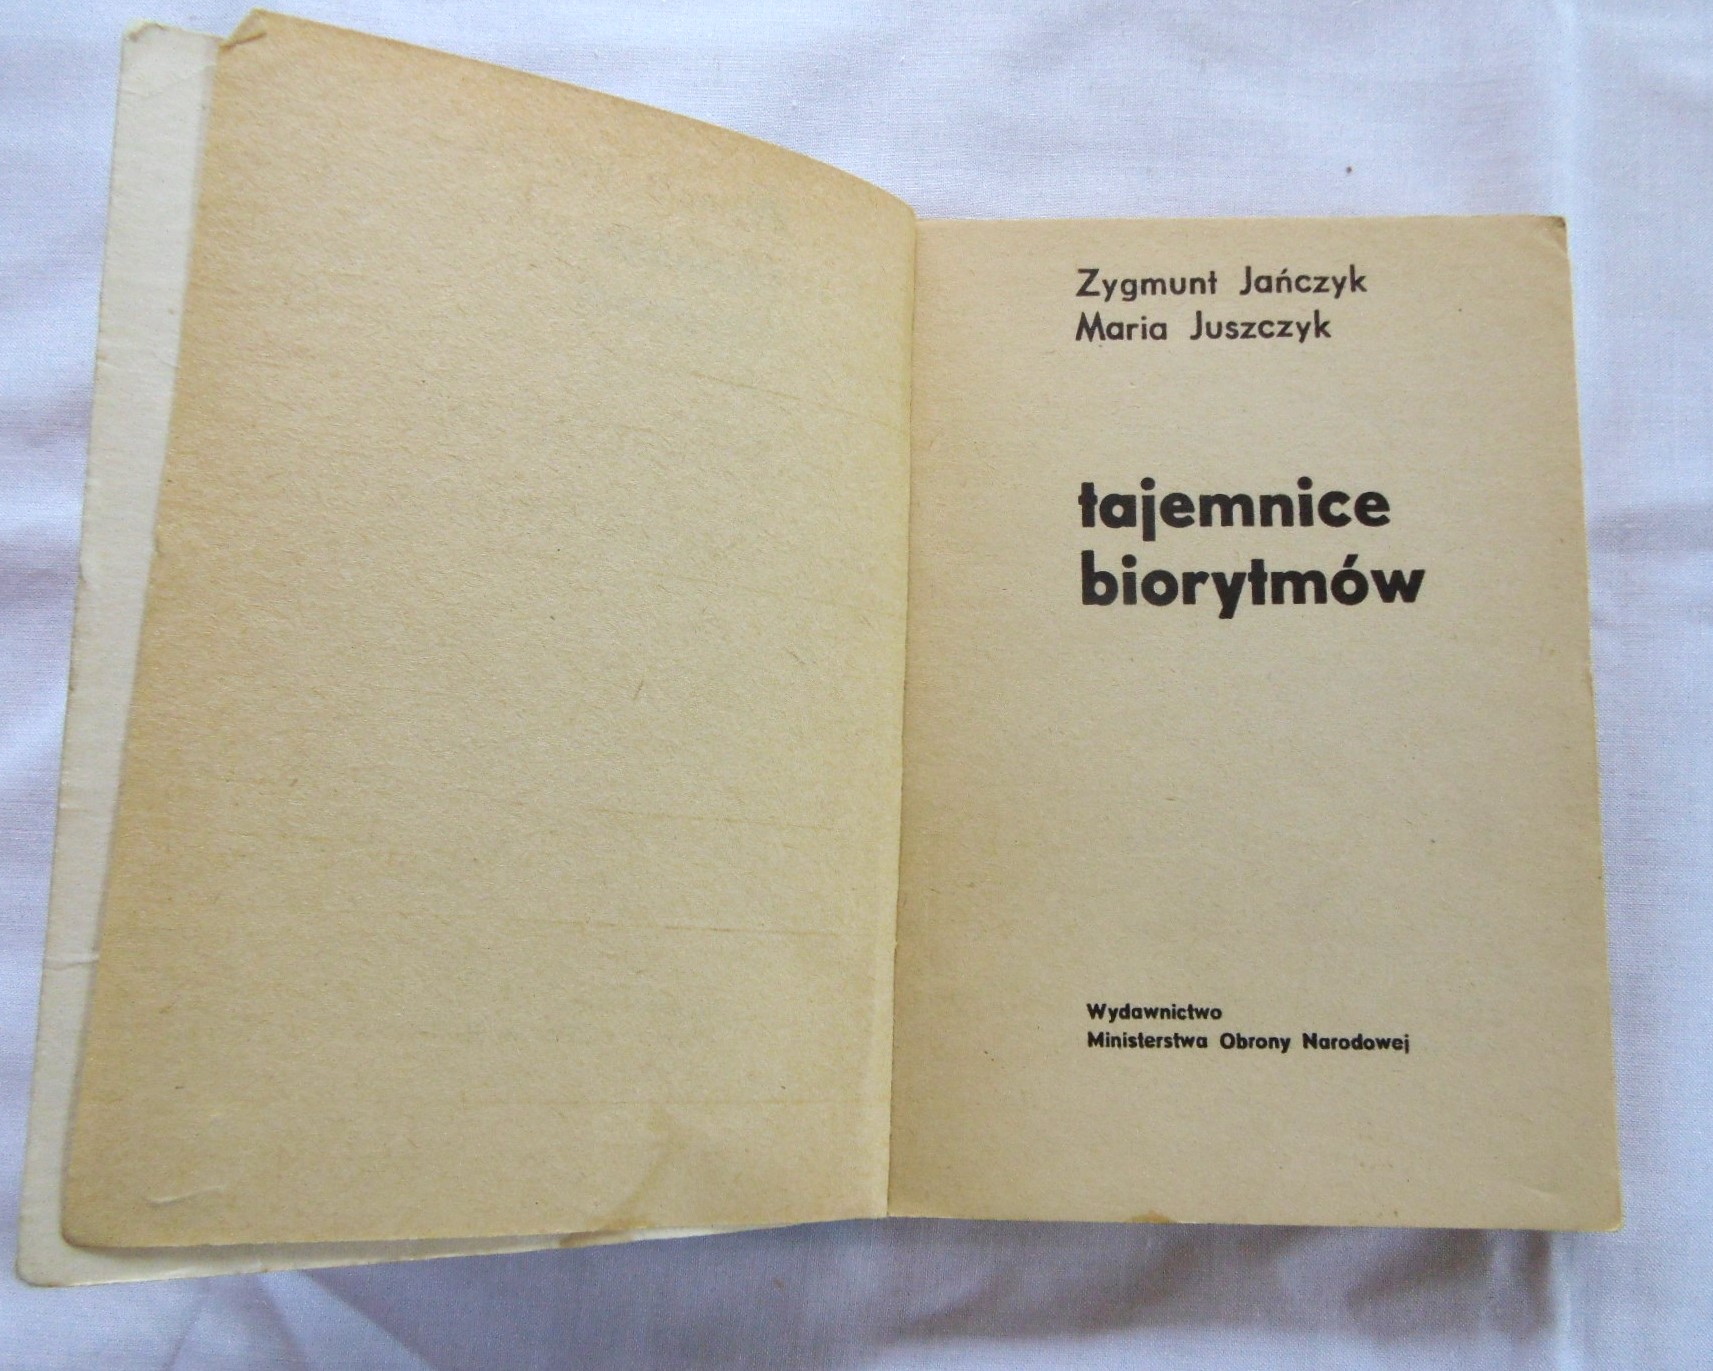 Zygmunt Jańczyk
Maria Juszczyk
tajemnice
biorytmów
Wydawnictwo
Ministerstwa Obrony Narodowej